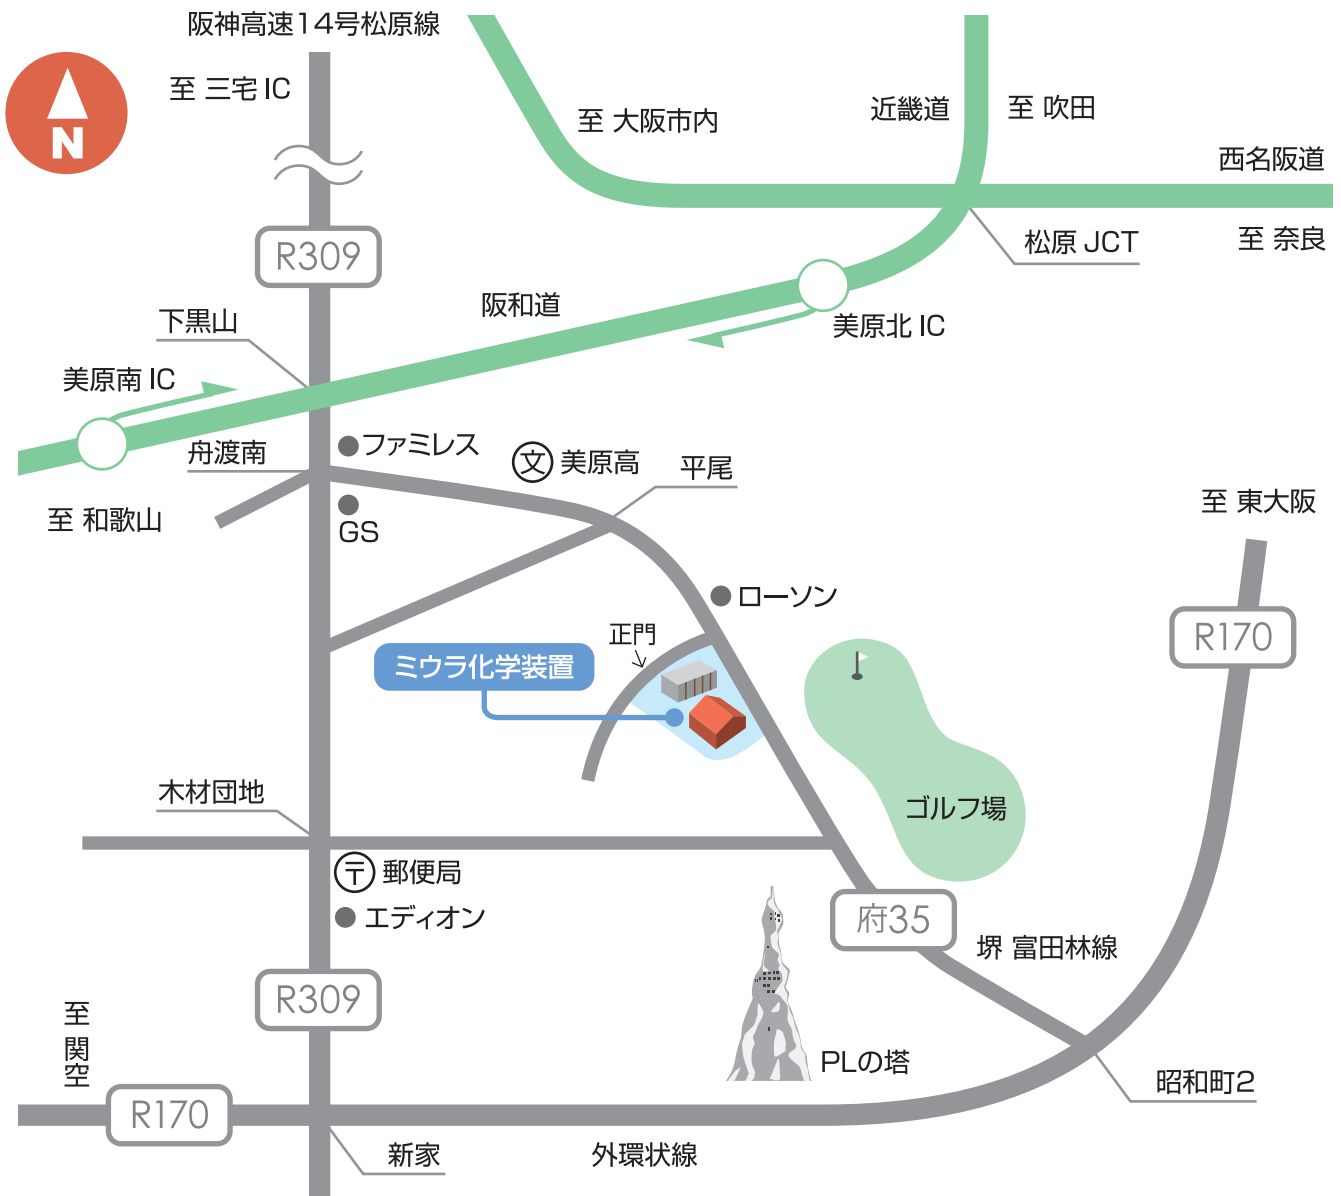 阪神高速14号松原線
至 三宅 IC
N
至 大阪市内
近畿道
至 吹田
西名阪道
至 奈良
松原 JCT
R309
阪和道
美原北 IC
下黒山
美原南 IC
舟渡南
ファミレス
文
美原高
平尾
至 和歌山
GS
至 東大阪
ローソン
R170
正門
ミウラ化学装置
木材団地
ゴルフ場
〒
郵便局
エディオン
府35
堺 富田林線
R309
至 関空
PLの塔
昭和町2
R170
新家
外環状線